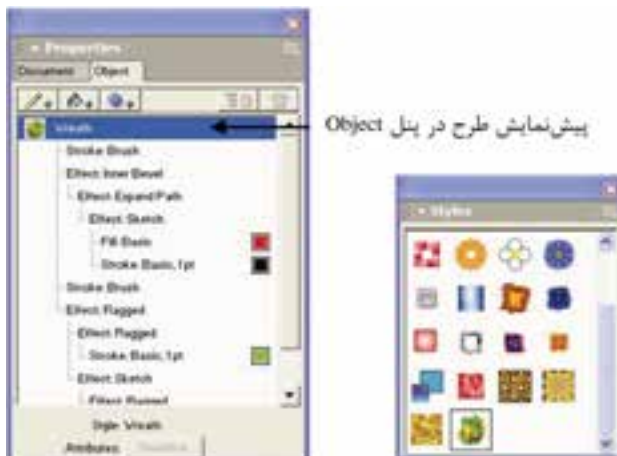 Properties
Document Object
Wreath
Stroke Brush
Effect: Inner Bevel
Effect: Expand Path
Effect: Sketch
Fill: Basic
Stroke: Basic, 1pt
Stroke: Brush
Effect: Ragged
Effect: Ragged
Stroke: Basic, 1pt
Effect: Sketch
Effect: Ragged
Style: Wreath
Attributes:
پیش‌نمایش طرح در پنل Object
Styles